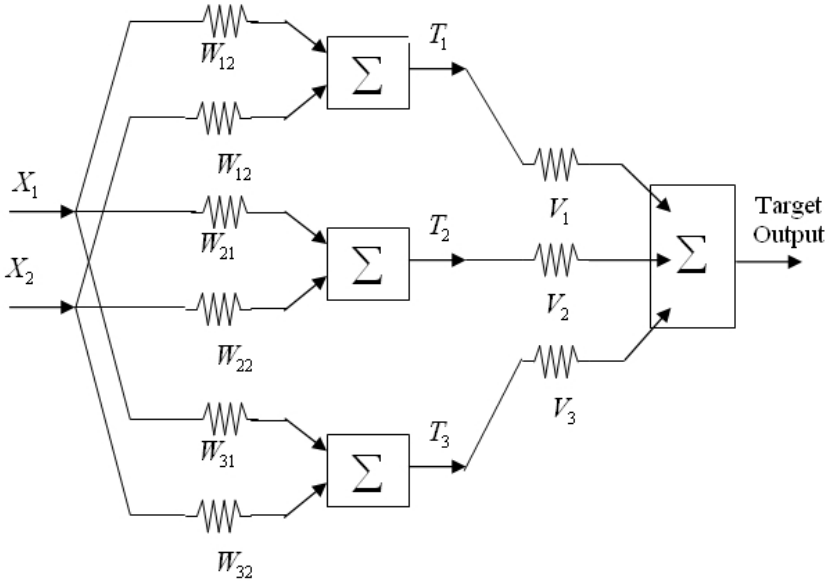 W₁₂
Σ
T₁
W₁₂
X₁
V₁
W₂₁
Σ
T₂
Σ
Target
Output
X₂
V₂
W₂₂
W₃₁
Σ
T₃
V₃
W₃₂